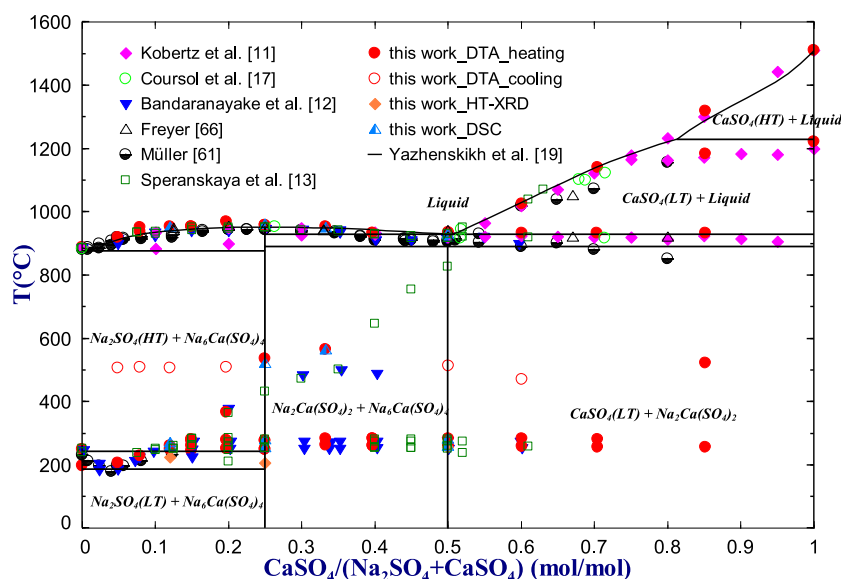 1600
1400
1200
1000
800
600
400
200
0
T(°C)
Kobertz et al. [11]
Coursol et al. [17]
Bandaranayake et al. [12]
Freyer [66]
Müller [61]
Speranskaya et al. [13]
this work_DTA_heating
this work_DTA_cooling
this work_HT-XRD
this work_DSC
Yazhenskikh et al. [19]
CaSO₄(HT) + Liquid
CaSO₄(LT) + Liquid
Liquid
Na₂SO₄(HT) + Na₆Ca(SO₄)₄
Na₂Ca(SO₄)₂ + Na₆Ca(SO₄)₄
CaSO₄(LT) + Na₂Ca(SO₄)₂
Na₂SO₄(LT) + Na₆Ca(SO₄)₄
0 0.1 0.2 0.3 0.4 0.5 0.6 0.7 0.8 0.9 1
CaSO₄/(Na₂SO₄+CaSO₄) (mol/mol)